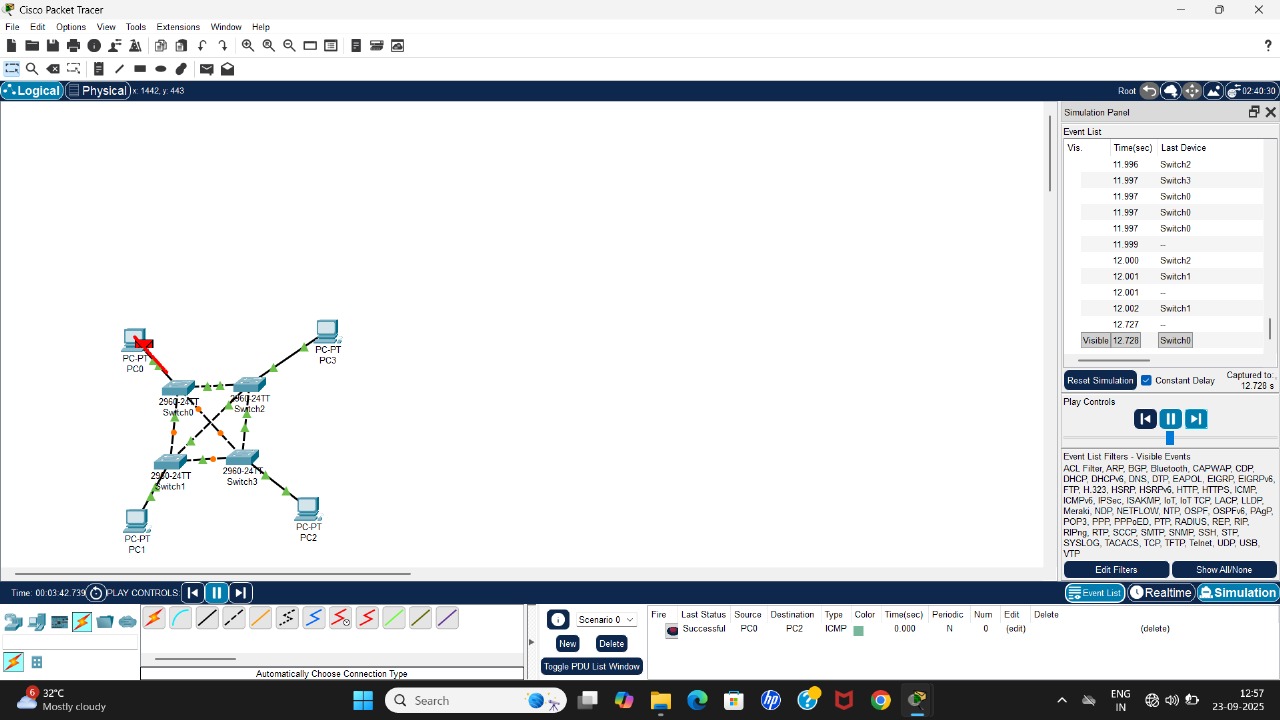 Cisco Packet Tracer
File Edit Options View Tools Extensions Window Help
Logical Physical x: 1442, y: 443 Root 02:40:30
Simulation Panel
Event List
Vis. Time(sec) Last Device
11.996 Switch2
11.997 Switch3
11.997 Switch0
11.997 Switch0
11.997 Switch0
11.999 --
12.000 Switch2
12.001 Switch1
12.001 --
12.002 Switch1
12.727 --
Visible 12.728 Switch0
Reset Simulation Constant Delay Captured to:
12.728 s
Play Controls
Event List Filters - Visible Events
ACL Filter, ARP, BGP, Bluetooth, CAPWAP, CDP,
DHCP, DHCPv6, DNS, DTP, EAPOL, EIGRP, EIGRPv6,
FTP, H.323, HSRP, HSRPv6, HTTP, HTTPS, ICMP,
ICMPv6, IPSec, ISAKMP, IoT, IoT TCP, LACP, LLDP,
Meraki, NDP, NETFLOW, NTP, OSPF, OSPFv6, PAgP,
POP3, PPP, PPPoED, PTP, RADIUS, REP, RIP,
RIPng, RTP, SCCP, SMTP, SNMP, SSH, STP,
SYSLOG, TACACS, TCP, TFTP, Telnet, UDP, USB,
VTP
Edit Filters Show All/None
Event List Realtime Simulation
PC-PT
PC0
PC-PT
PC3
2960-24TT
Switch0
2960-24TT
Switch2
2960-24TT
Switch1
2960-24TT
Switch3
PC-PT
PC1
PC-PT
PC2
Time: 00:03:42.739 PLAY CONTROLS:
Automatically Choose Connection Type
Scenario 0
New Delete
Toggle PDU List Window
Fire Last Status Source Destination Type Color Time(sec) Periodic Num Edit Delete
Successful PC0 PC2 ICMP 0.000 N 0 (edit) (delete)
6
32°C
Mostly cloudy
Search
ENG
IN
12:57
23-09-2025